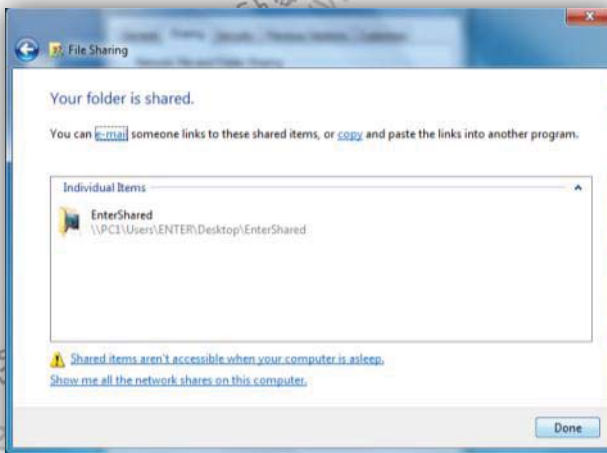 File Sharing
Your folder is shared.
You can e-mail someone links to these shared items, or copy and paste the links into another program.
Individual Items
EnterShared
\\PC1\Users\ENTER\Desktop\EnterShared
Shared items aren't accessible when your computer is asleep.
Show me all the network shares on this computer.
Done